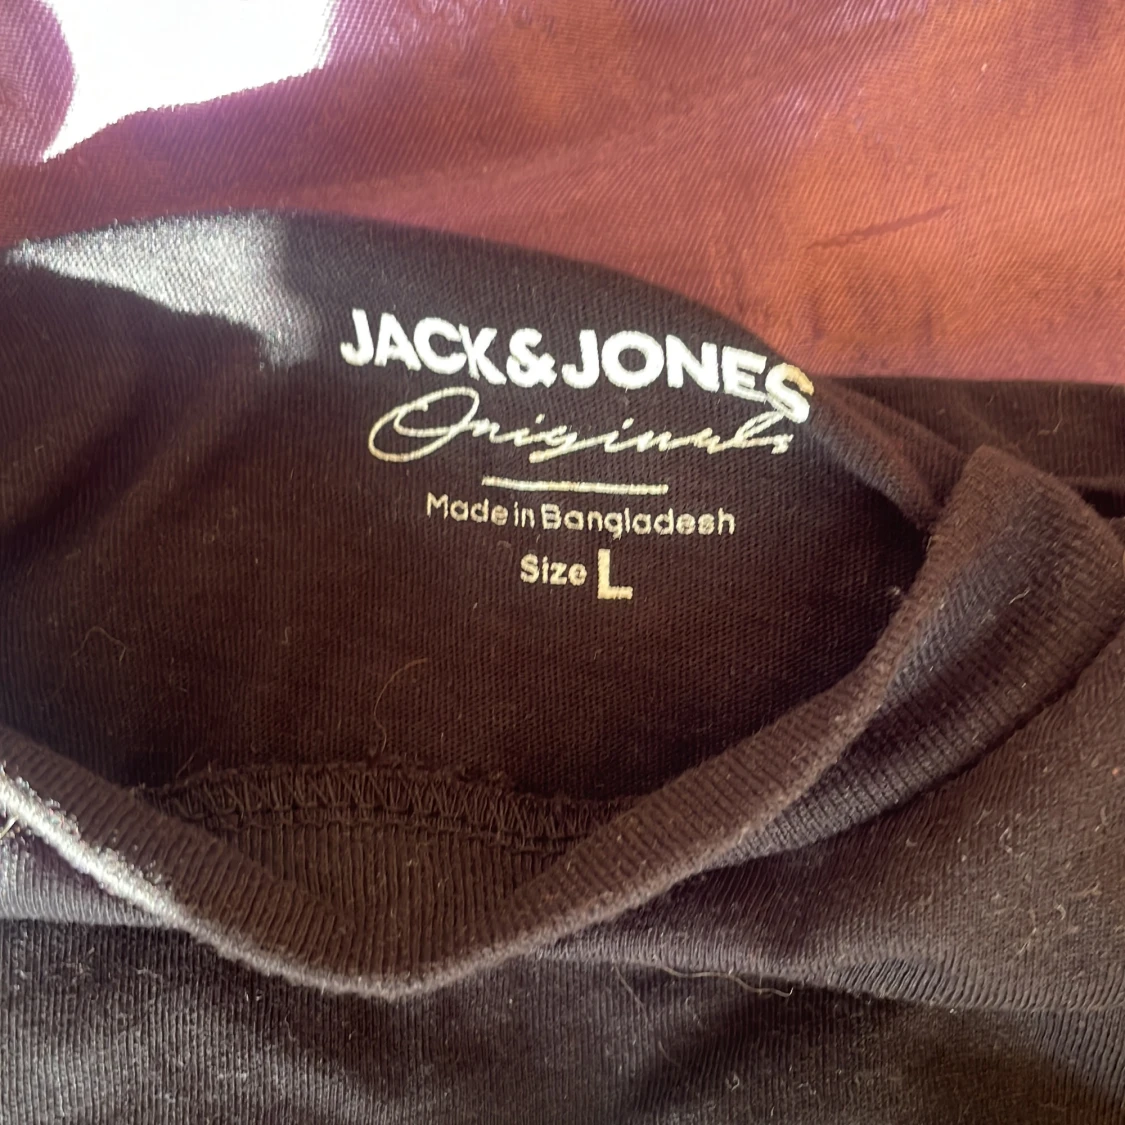 JACK&JONES
Originals
Made in Bangladesh
Size L